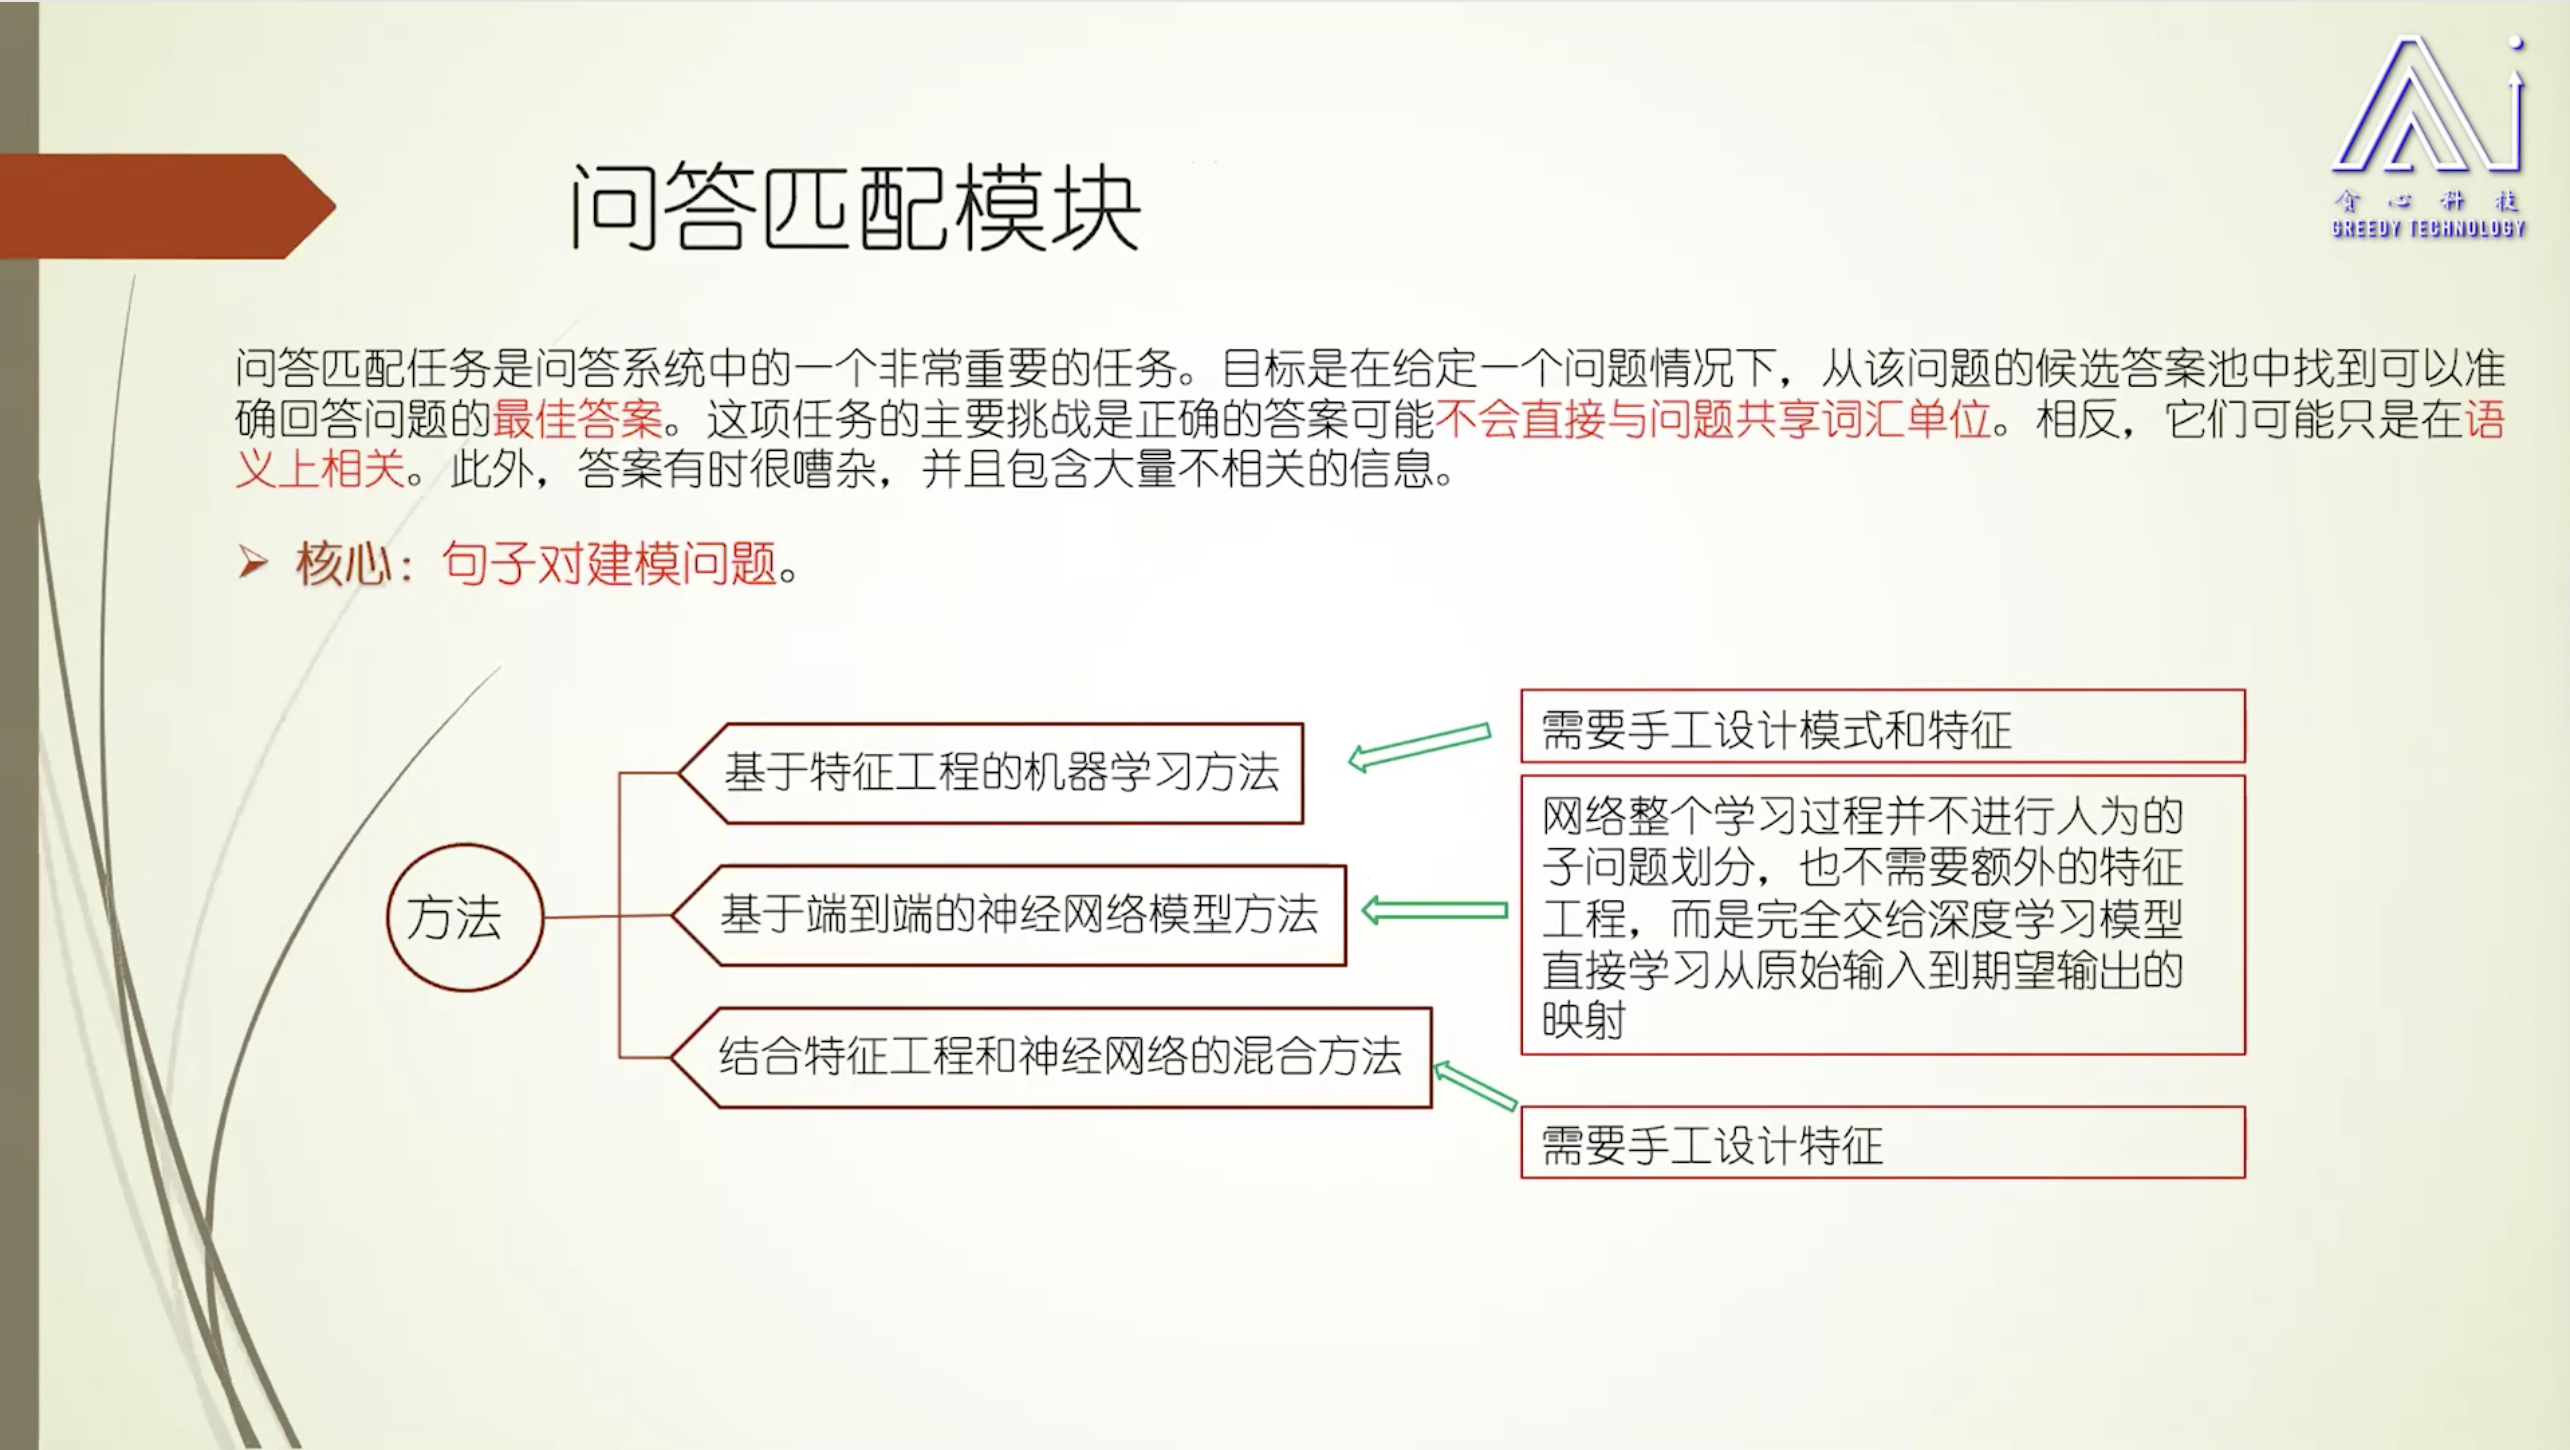 问答匹配模块
贪心科技
GREEDY TECHNOLOGY
问答匹配任务是问答系统中的一个非常重要的任务。目标是在给定一个问题情况下，从该问题的候选答案池中找到可以准
确回答问题的最佳答案。这项任务的主要挑战是正确的答案可能不会直接与问题共享词汇单位。相反，它们可能只是在语
义上相关。此外，答案有时很嘈杂，并且包含大量不相关的信息。
核心：句子对建模问题。
方法
基于特征工程的机器学习方法
需要手工设计模式和特征
基于端到端的神经网络模型方法
网络整个学习过程并不进行人为的
子问题划分，也不需要额外的特征
工程，而是完全交给深度学习模型
直接学习从原始输入到期望输出的
映射
结合特征工程和神经网络的混合方法
需要手工设计特征